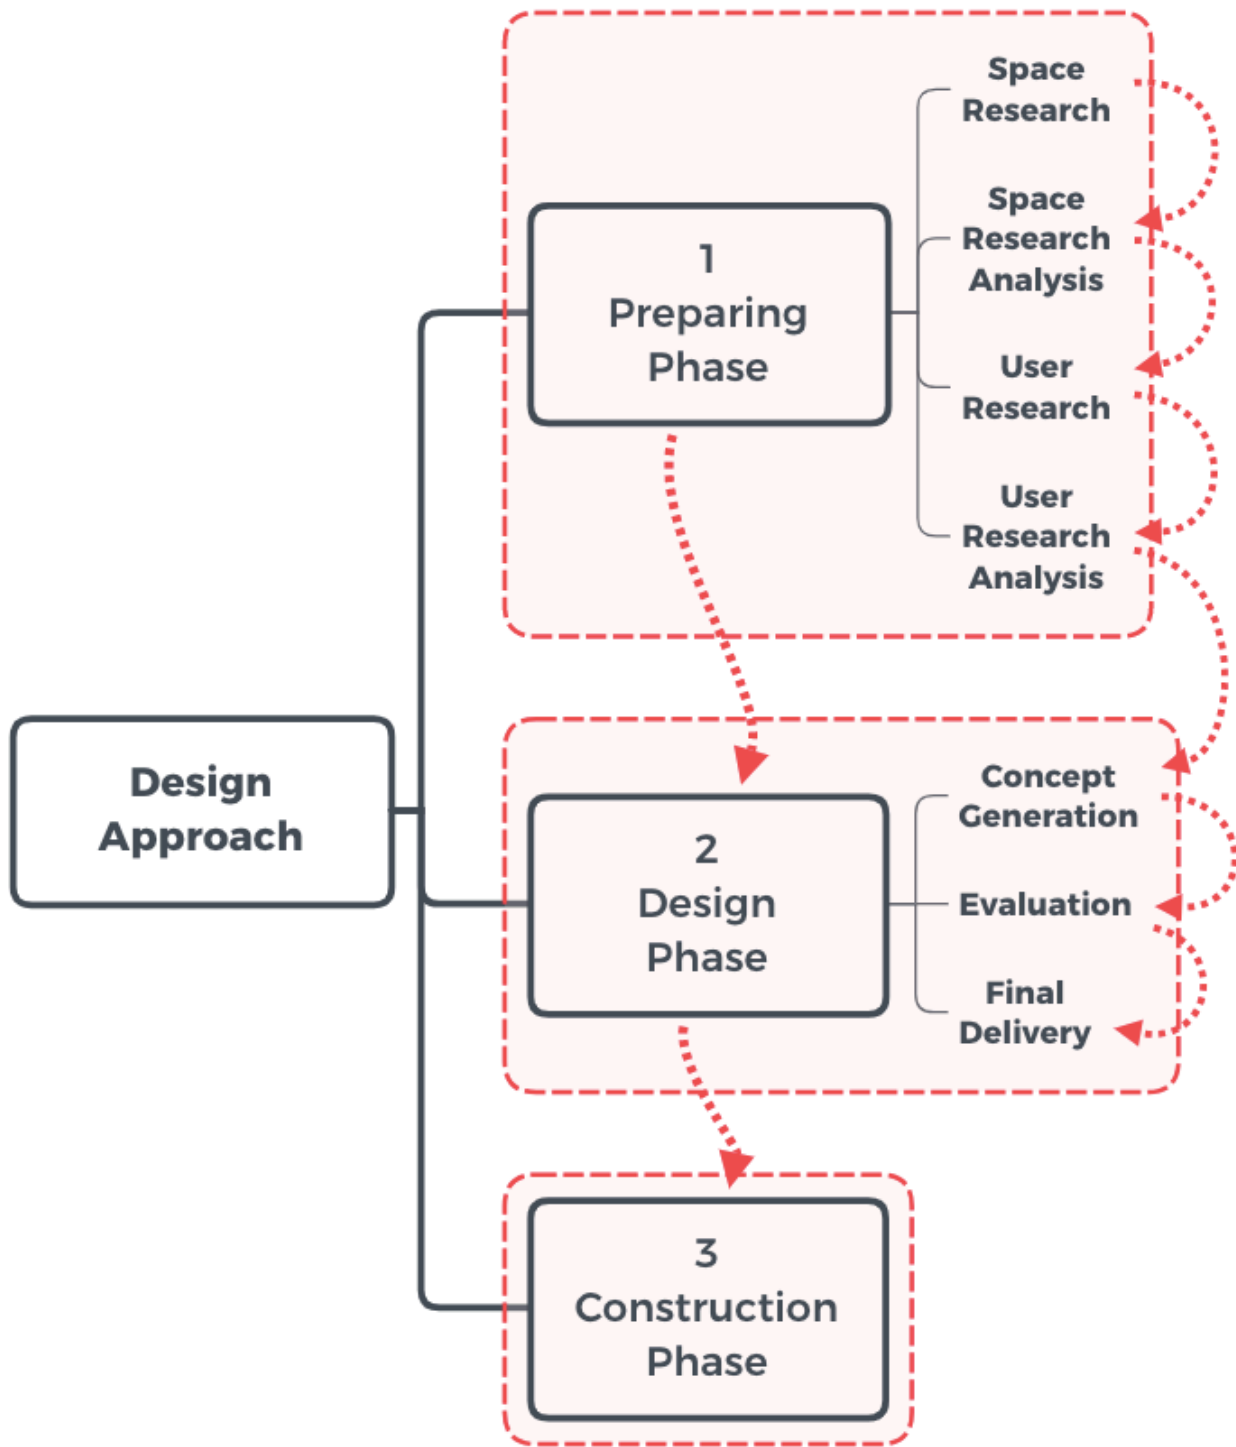 Design
Approach
1
Preparing
Phase
Space
Research
Space
Research
Analysis
User
Research
User
Research
Analysis
2
Design
Phase
Concept
Generation
Evaluation
Final
Delivery
3
Construction
Phase